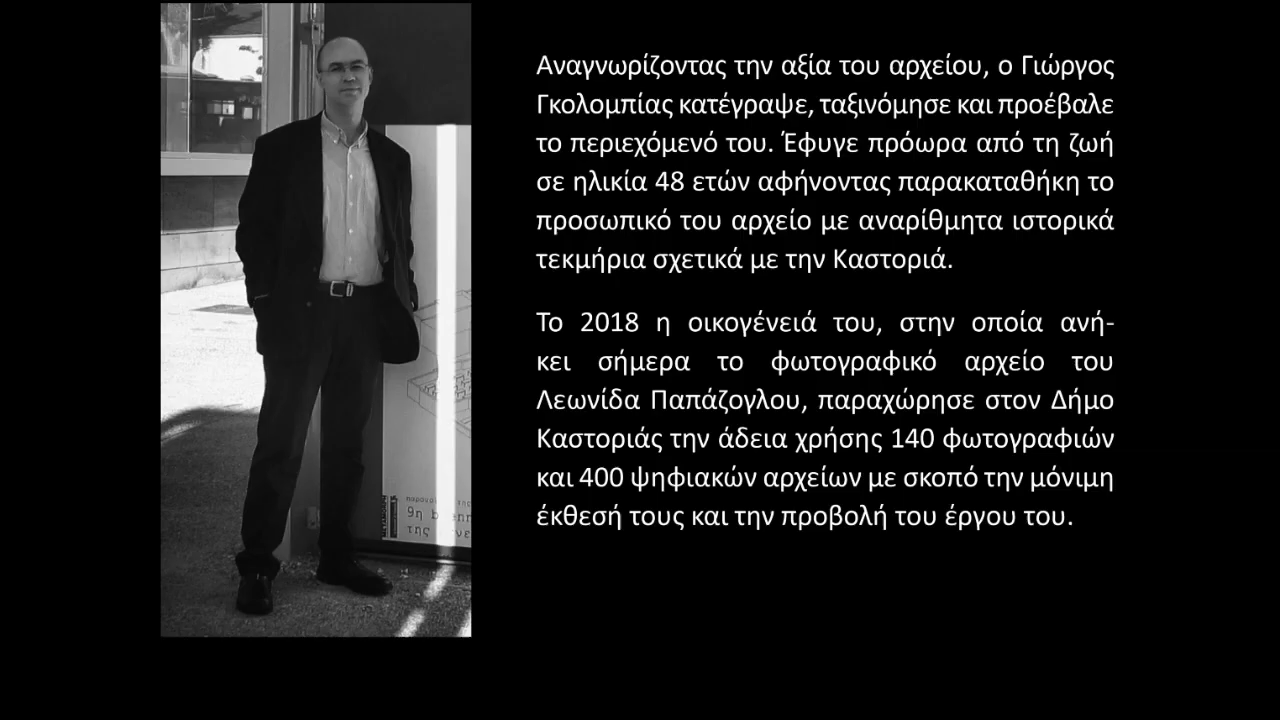 Αναγνωρίζοντας την αξία του αρχείου, ο Γιώργος
Γκολομπίας κατέγραψε, ταξινόμησε και προέβαλε
το περιεχόμενό του. Έφυγε πρόωρα από τη ζωή
σε ηλικία 48 ετών αφήνοντας παρακαταθήκη το
προσωπικό του αρχείο με αναρίθμητα ιστορικά
τεκμήρια σχετικά με την Καστοριά.
Το 2018 η οικογένειά του, στην οποία ανή-
κει σήμερα το φωτογραφικό αρχείο του
Λεωνίδα Παπάζογλου, παραχώρησε στον Δήμο
Καστοριάς την άδεια χρήσης 140 φωτογραφιών
και 400 ψηφιακών αρχείων με σκοπό την μόνιμη
έκθεσή τους και την προβολή του έργου του.
9η
της